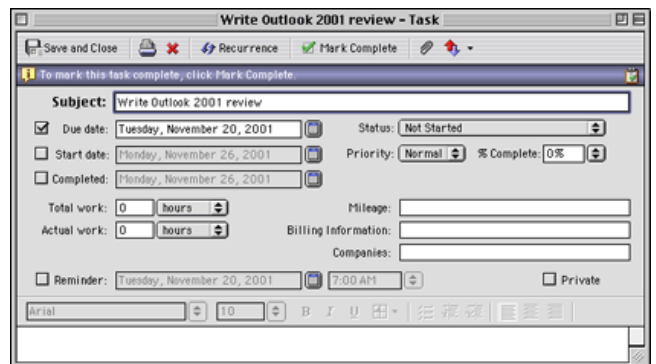 Write Outlook 2001 review - Task
Save and Close Recurrence Mark Complete
To mark this task complete, click Mark Complete.
Subject: Write Outlook 2001 review
Due date: Tuesday, November 20, 2001 Status: Not Started
Start date: Monday, November 26, 2001 Priority: Normal % Complete: 0%
Completed: Monday, November 26, 2001
Total work: 0 hours Mileage:
Actual work: 0 hours Billing Information:
Companies:
Reminder: Tuesday, November 20, 2001 7:00 AM Private
Arial 10 B I U